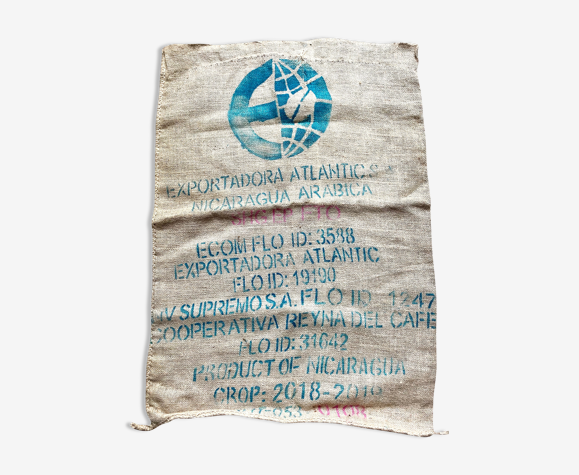 EXPORTADORA ATLANTIC S.A
NICARAGUA ARABICA
ECOM FLO ID: 3588
EXPORTADORA ATLANTIC
FLO ID: 19190
SUPREMO S.A. FLO ID 1247
COOPERATIVA REYNA DEL CAFE
FLO ID: 31042
PRODUCT OF NICARAGUA
CROP: 2018-2019